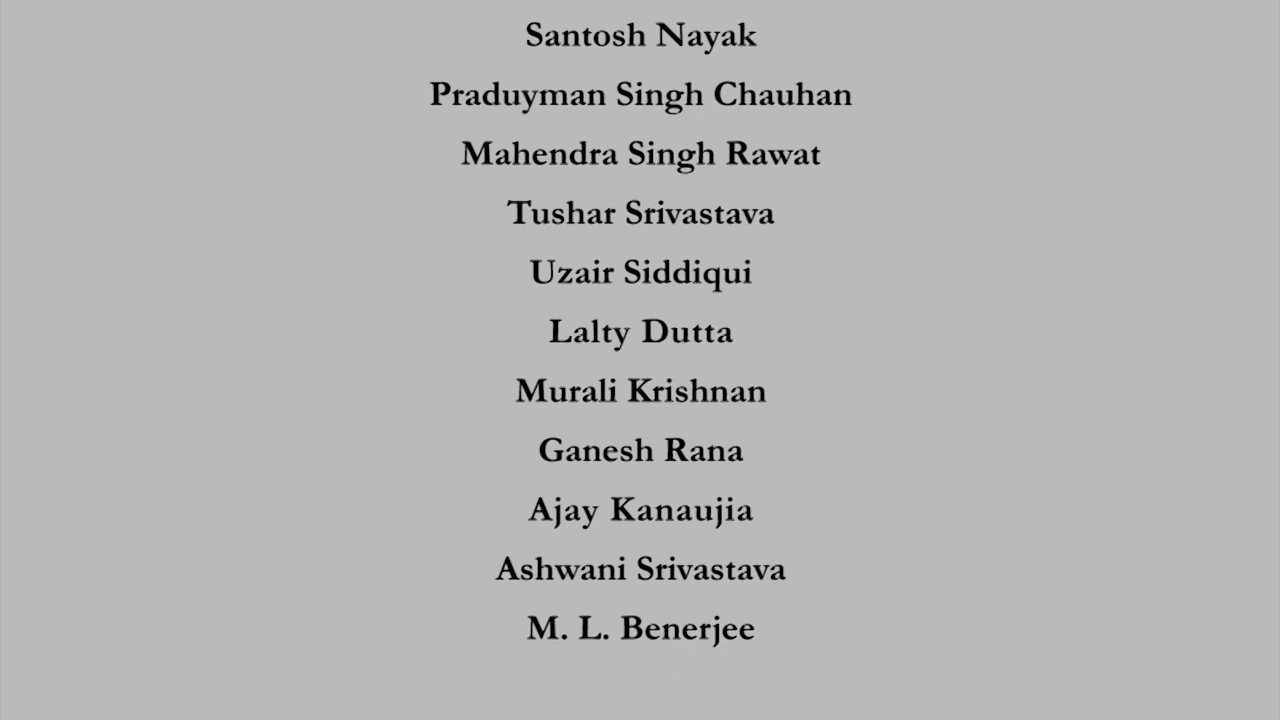 Santosh Nayak
Praduyman Singh Chauhan
Mahendra Singh Rawat
Tushar Srivastava
Uzair Siddiqui
Lalty Dutta
Murali Krishnan
Ganesh Rana
Ajay Kanaujia
Ashwani Srivastava
M. L. Benerjee